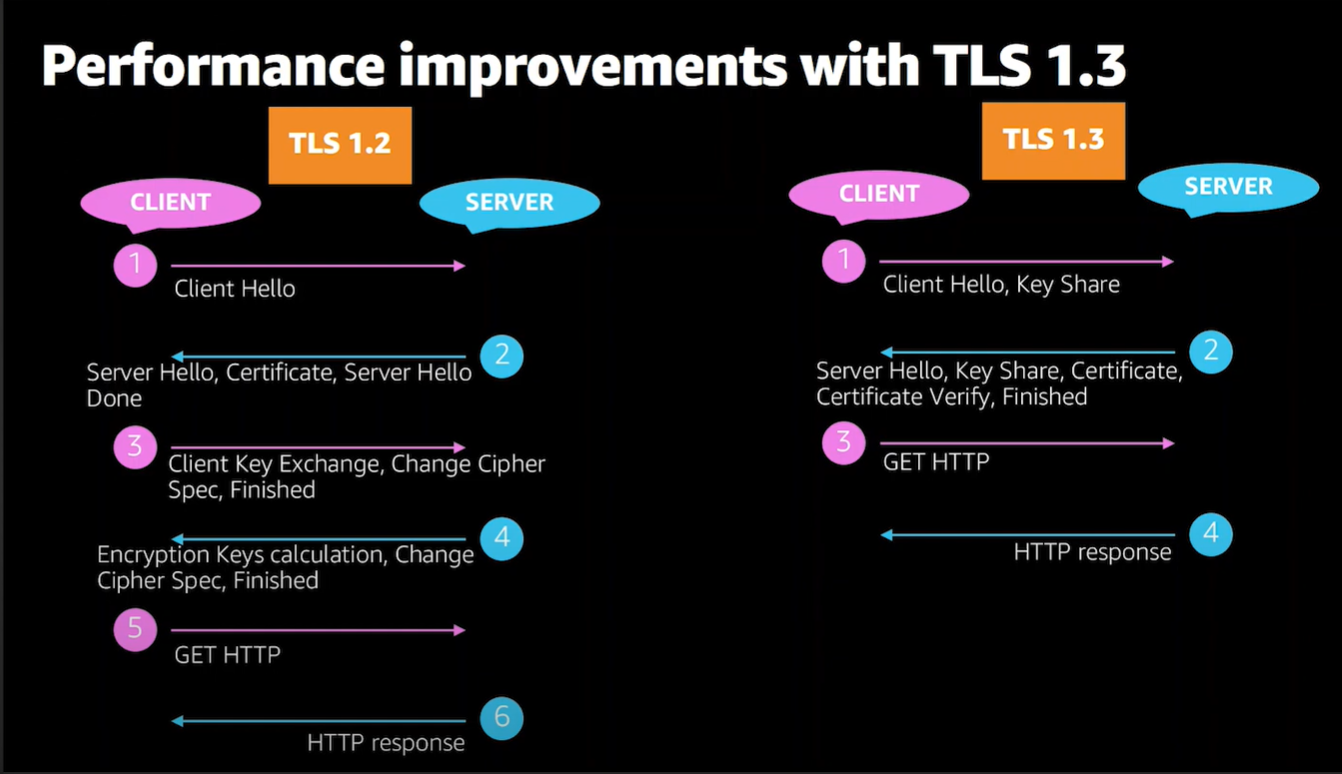 Performance improvements with TLS 1.3
TLS 1.2
CLIENT
SERVER
1
Client Hello
2
Server Hello, Certificate, Server Hello
Done
3
Client Key Exchange, Change Cipher
Spec, Finished
4
Encryption Keys calculation, Change
Cipher Spec, Finished
5
GET HTTP
6
HTTP response
TLS 1.3
CLIENT
SERVER
1
Client Hello, Key Share
2
Server Hello, Key Share, Certificate,
Certificate Verify, Finished
3
GET HTTP
4
HTTP response